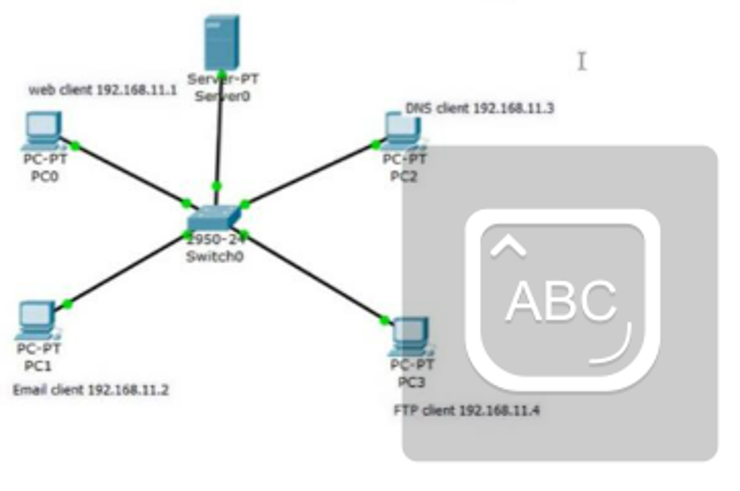 Server-PT
Server0
web client 192.168.11.1
PC-PT
PC0
DNS client 192.168.11.3
PC-PT
PC2
2950-24
Switch0
PC-PT
PC1
Email client 192.168.11.2
PC-PT
PC3
FTP client 192.168.11.4
ABC